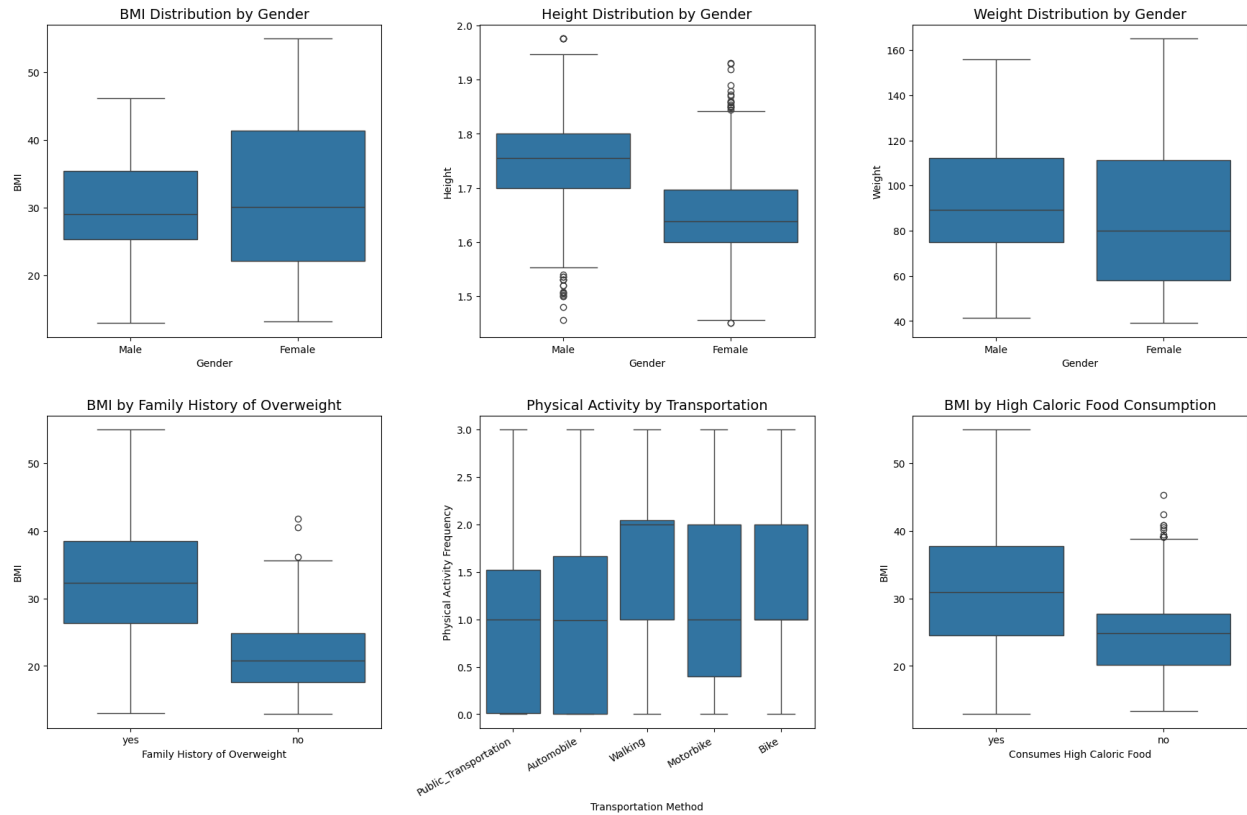 BMI Distribution by Gender
50
40
30
20
BMI
Male
Female
Gender
Height Distribution by Gender
2.0
1.9
1.8
1.7
1.6
1.5
Height
Male
Female
Gender
Weight Distribution by Gender
160
140
120
100
80
60
40
Weight
Male
Female
Gender
BMI by Family History of Overweight
50
40
30
20
BMI
yes
no
Family History of Overweight
Physical Activity by Transportation
3.0
2.5
2.0
1.5
1.0
0.5
0.0
Physical Activity Frequency
Public_Transportation
Automobile
Walking
Motorbike
Bike
Transportation Method
BMI by High Caloric Food Consumption
50
40
30
20
BMI
yes
no
Consumes High Caloric Food